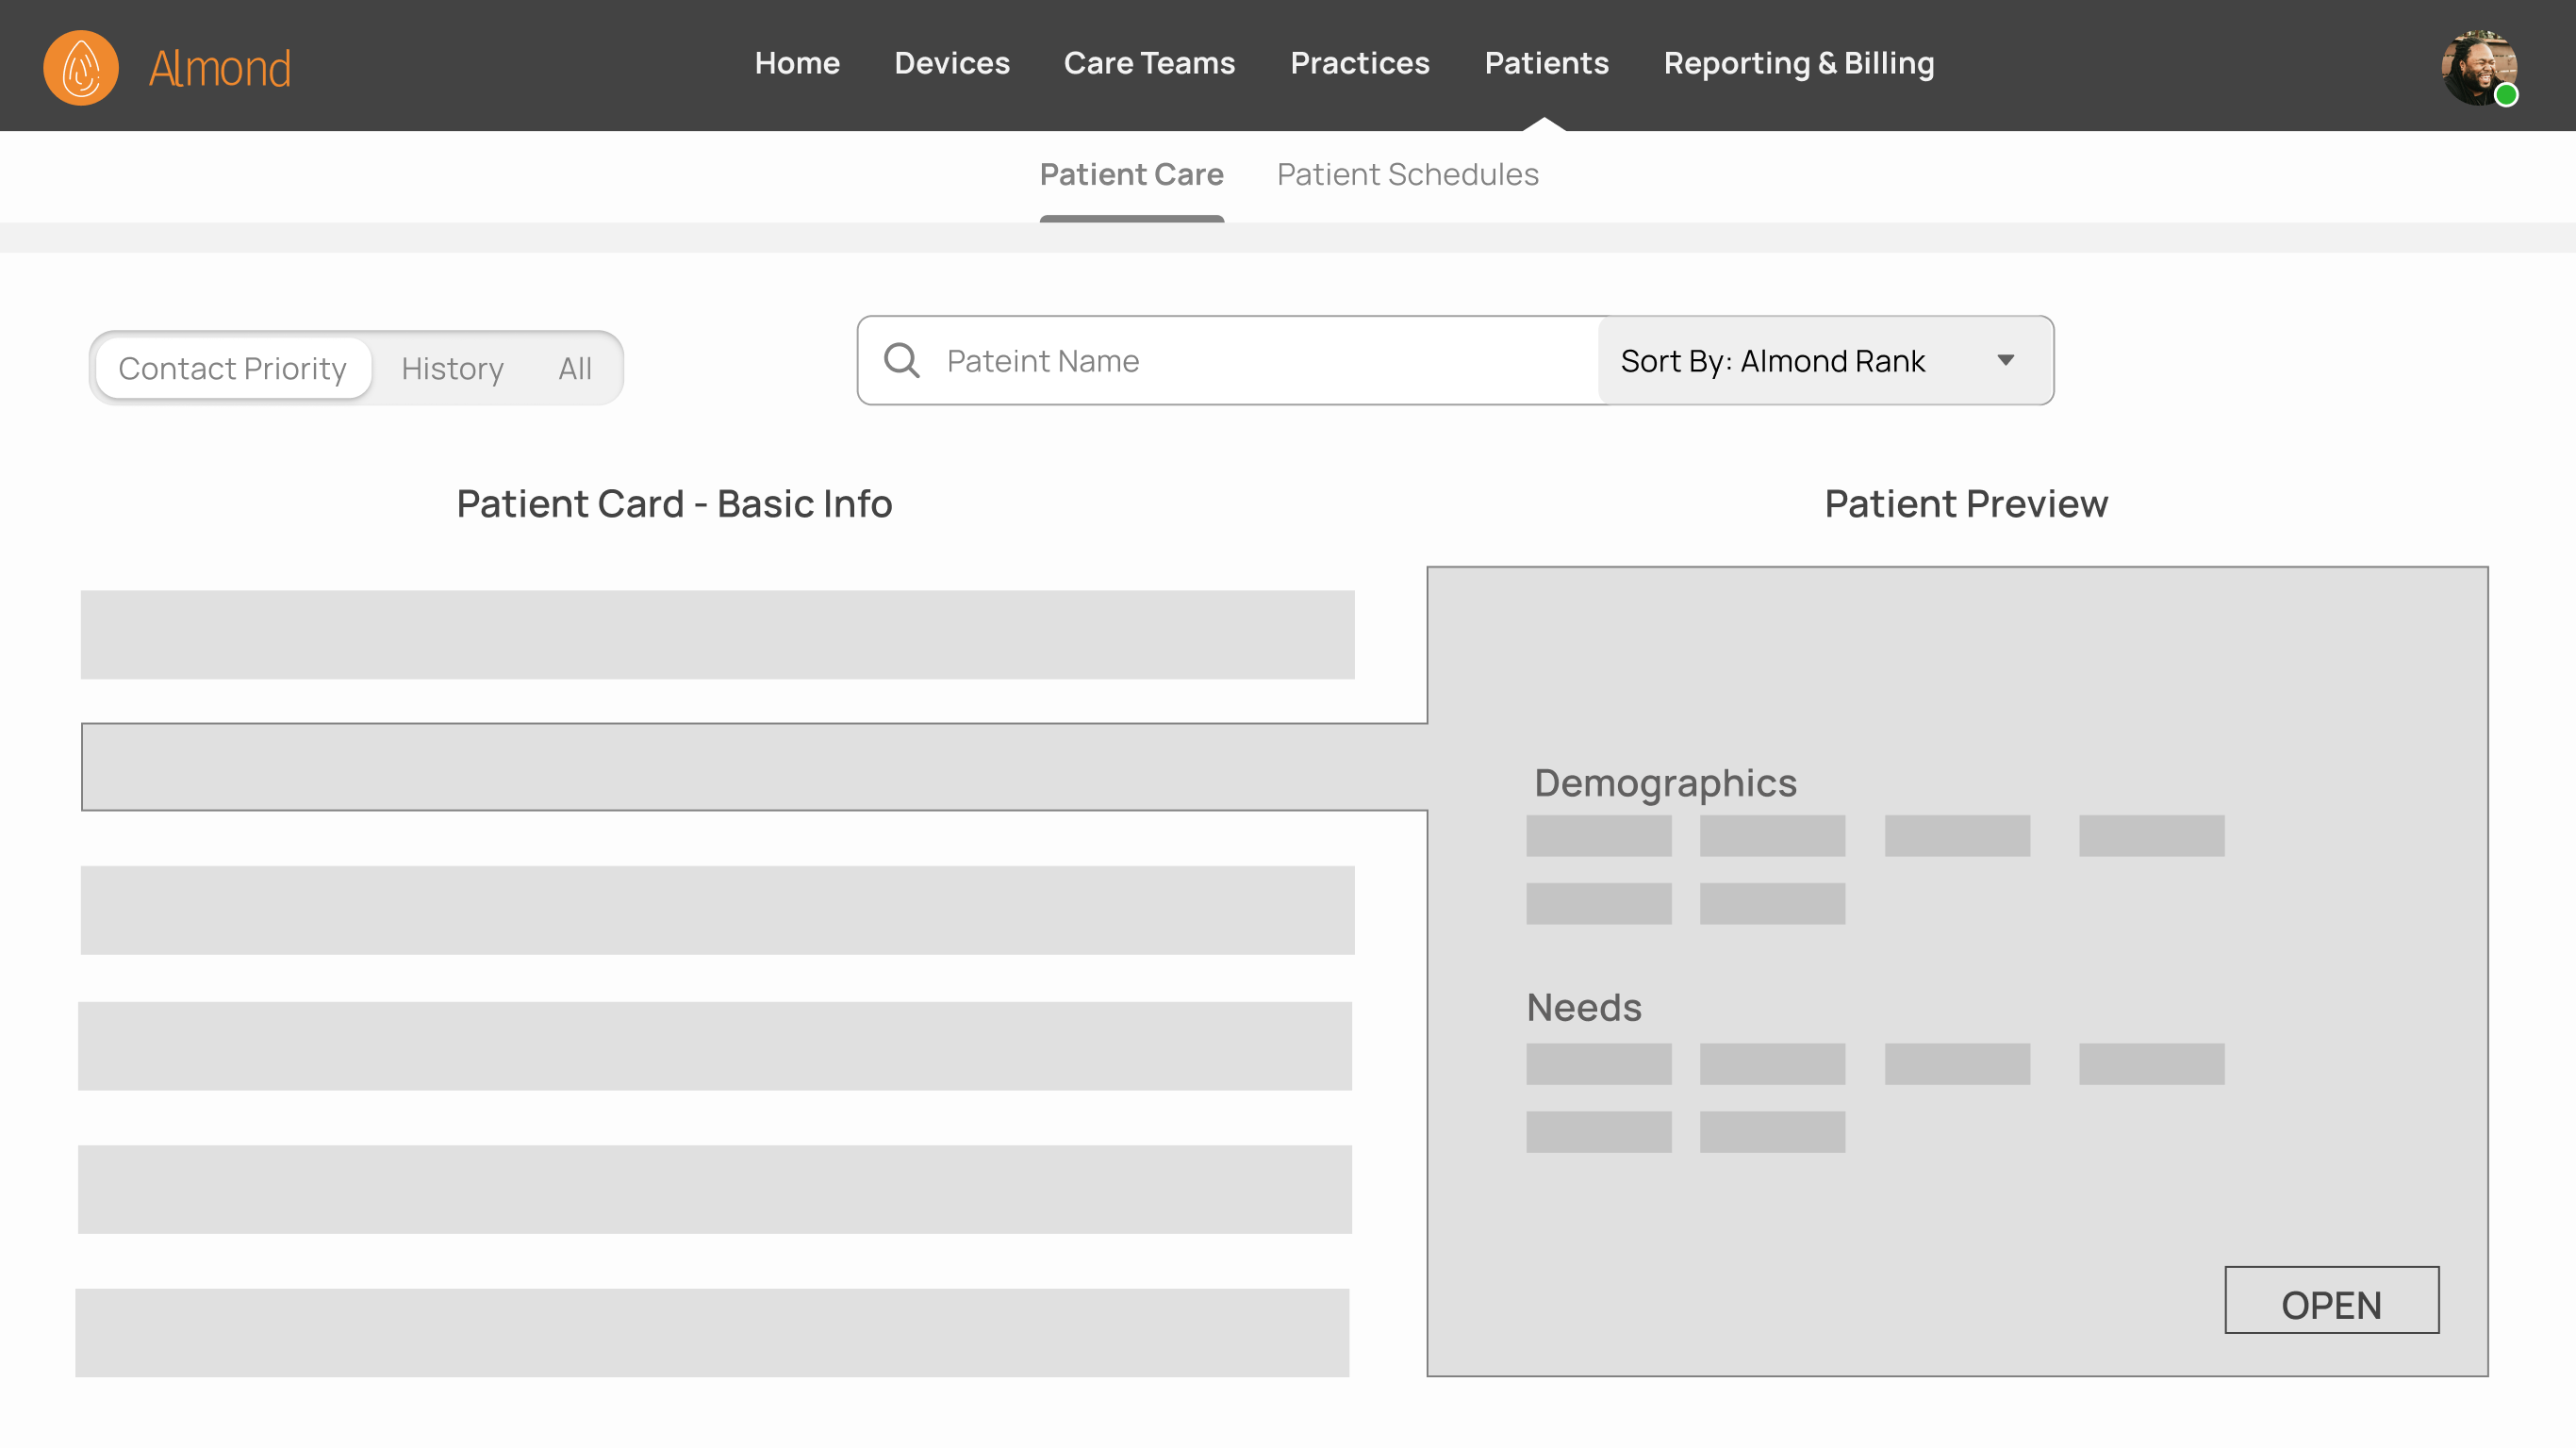 Almond
Home Devices Care Teams Practices Patients Reporting & Billing
Patient Care Patient Schedules
Contact Priority History All
Pateint Name
Sort By: Almond Rank
Patient Card - Basic Info
Patient Preview
Demographics
Needs
OPEN